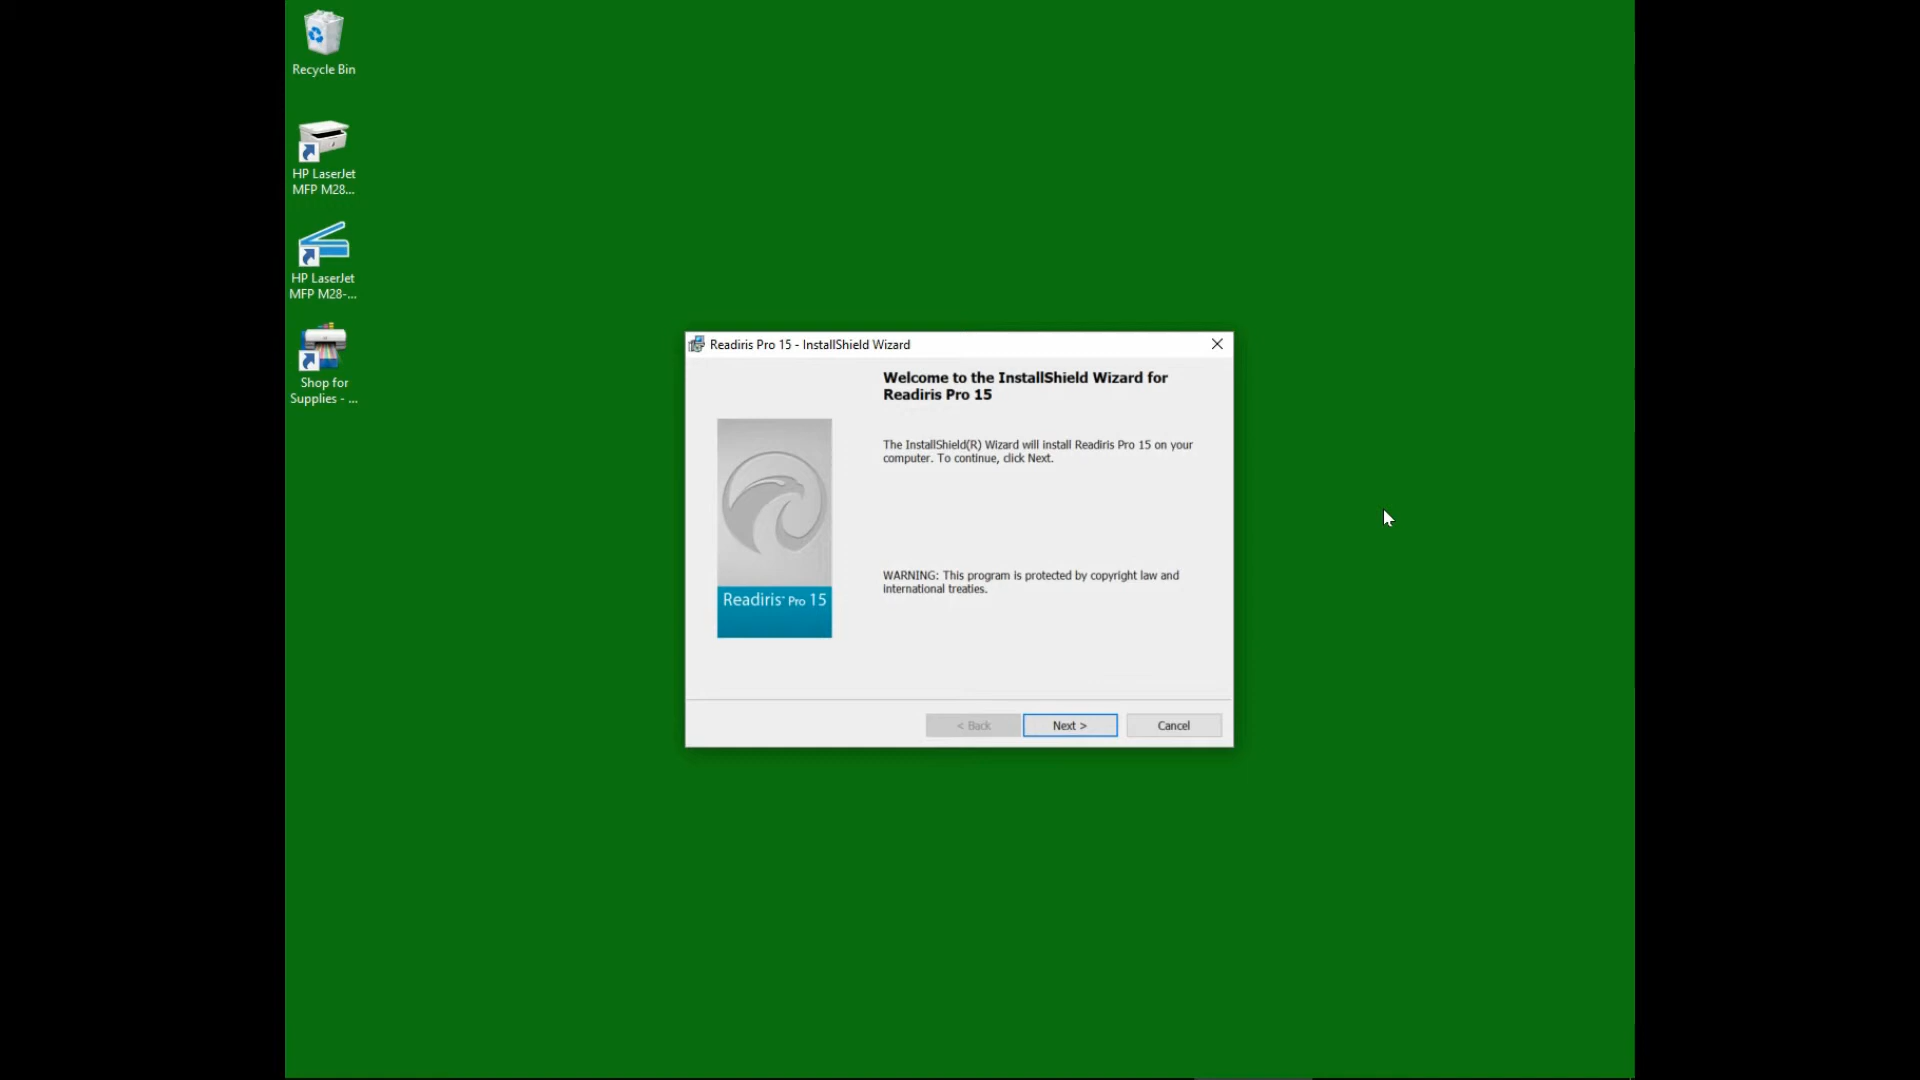 Recycle Bin
HP LaserJet
MFP M28...
HP LaserJet
MFP M28-...
Shop for
Supplies - ...
Readiris Pro 15 - InstallShield Wizard
Welcome to the InstallShield Wizard for
Readiris Pro 15
The InstallShield(R) Wizard will install Readiris Pro 15 on your
computer. To continue, click Next.
WARNING: This program is protected by copyright law and
international treaties.
Readiris™ Pro 15
< Back
Next >
Cancel